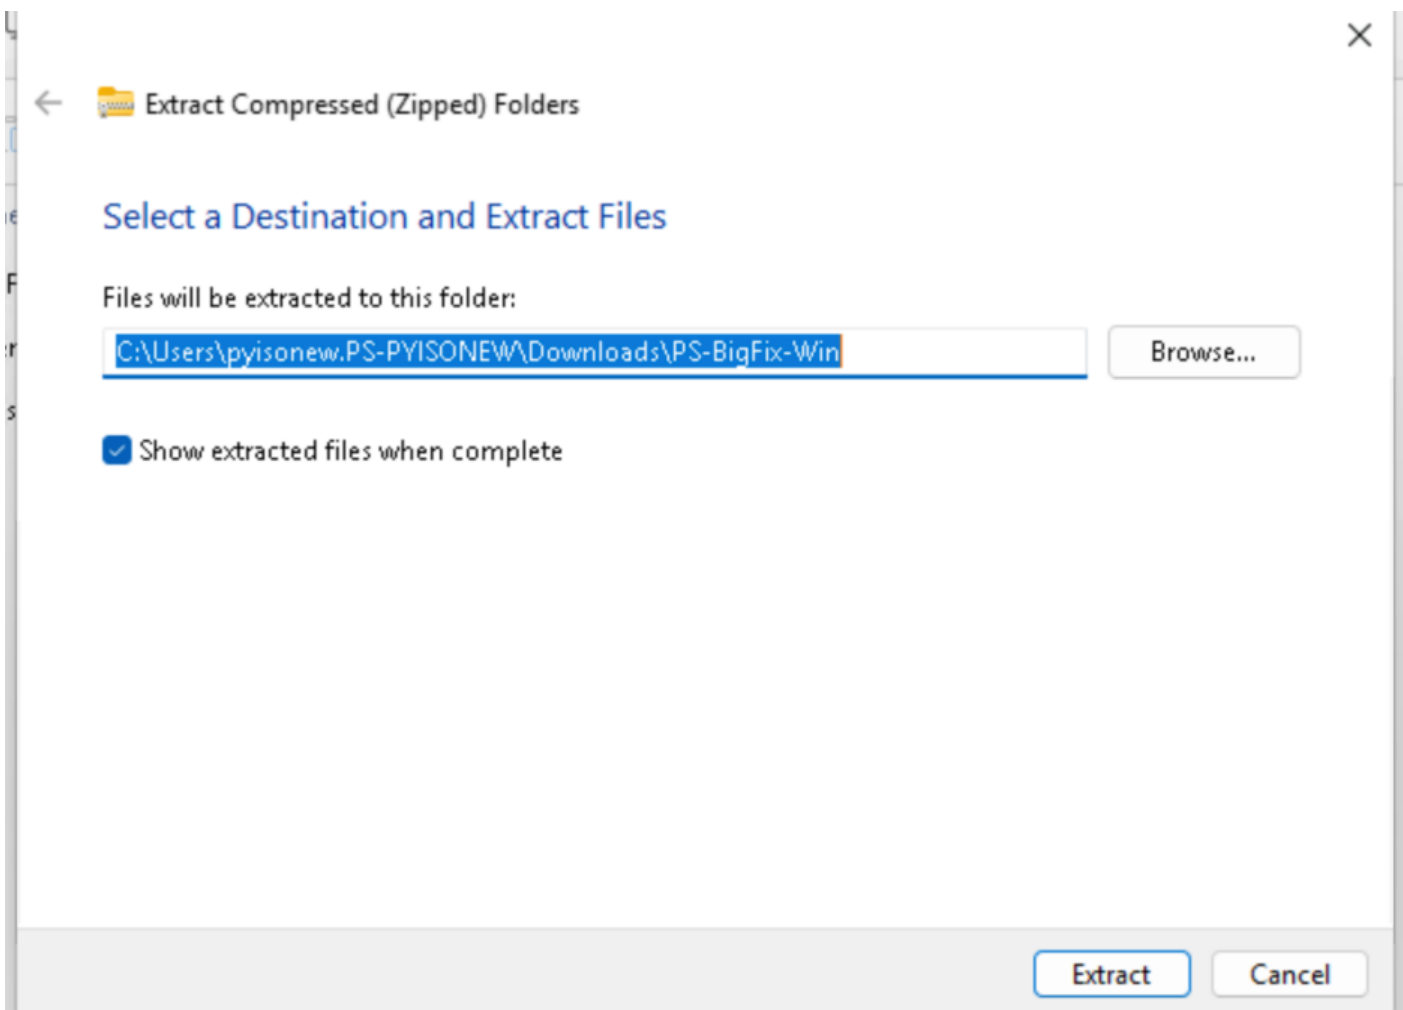 Extract Compressed (Zipped) Folders
Select a Destination and Extract Files
Files will be extracted to this folder:
C:\Users\pyisonew.PS-PYISONEW\Downloads\PS-BigFix-Win
Browse...
Show extracted files when complete
Extract
Cancel